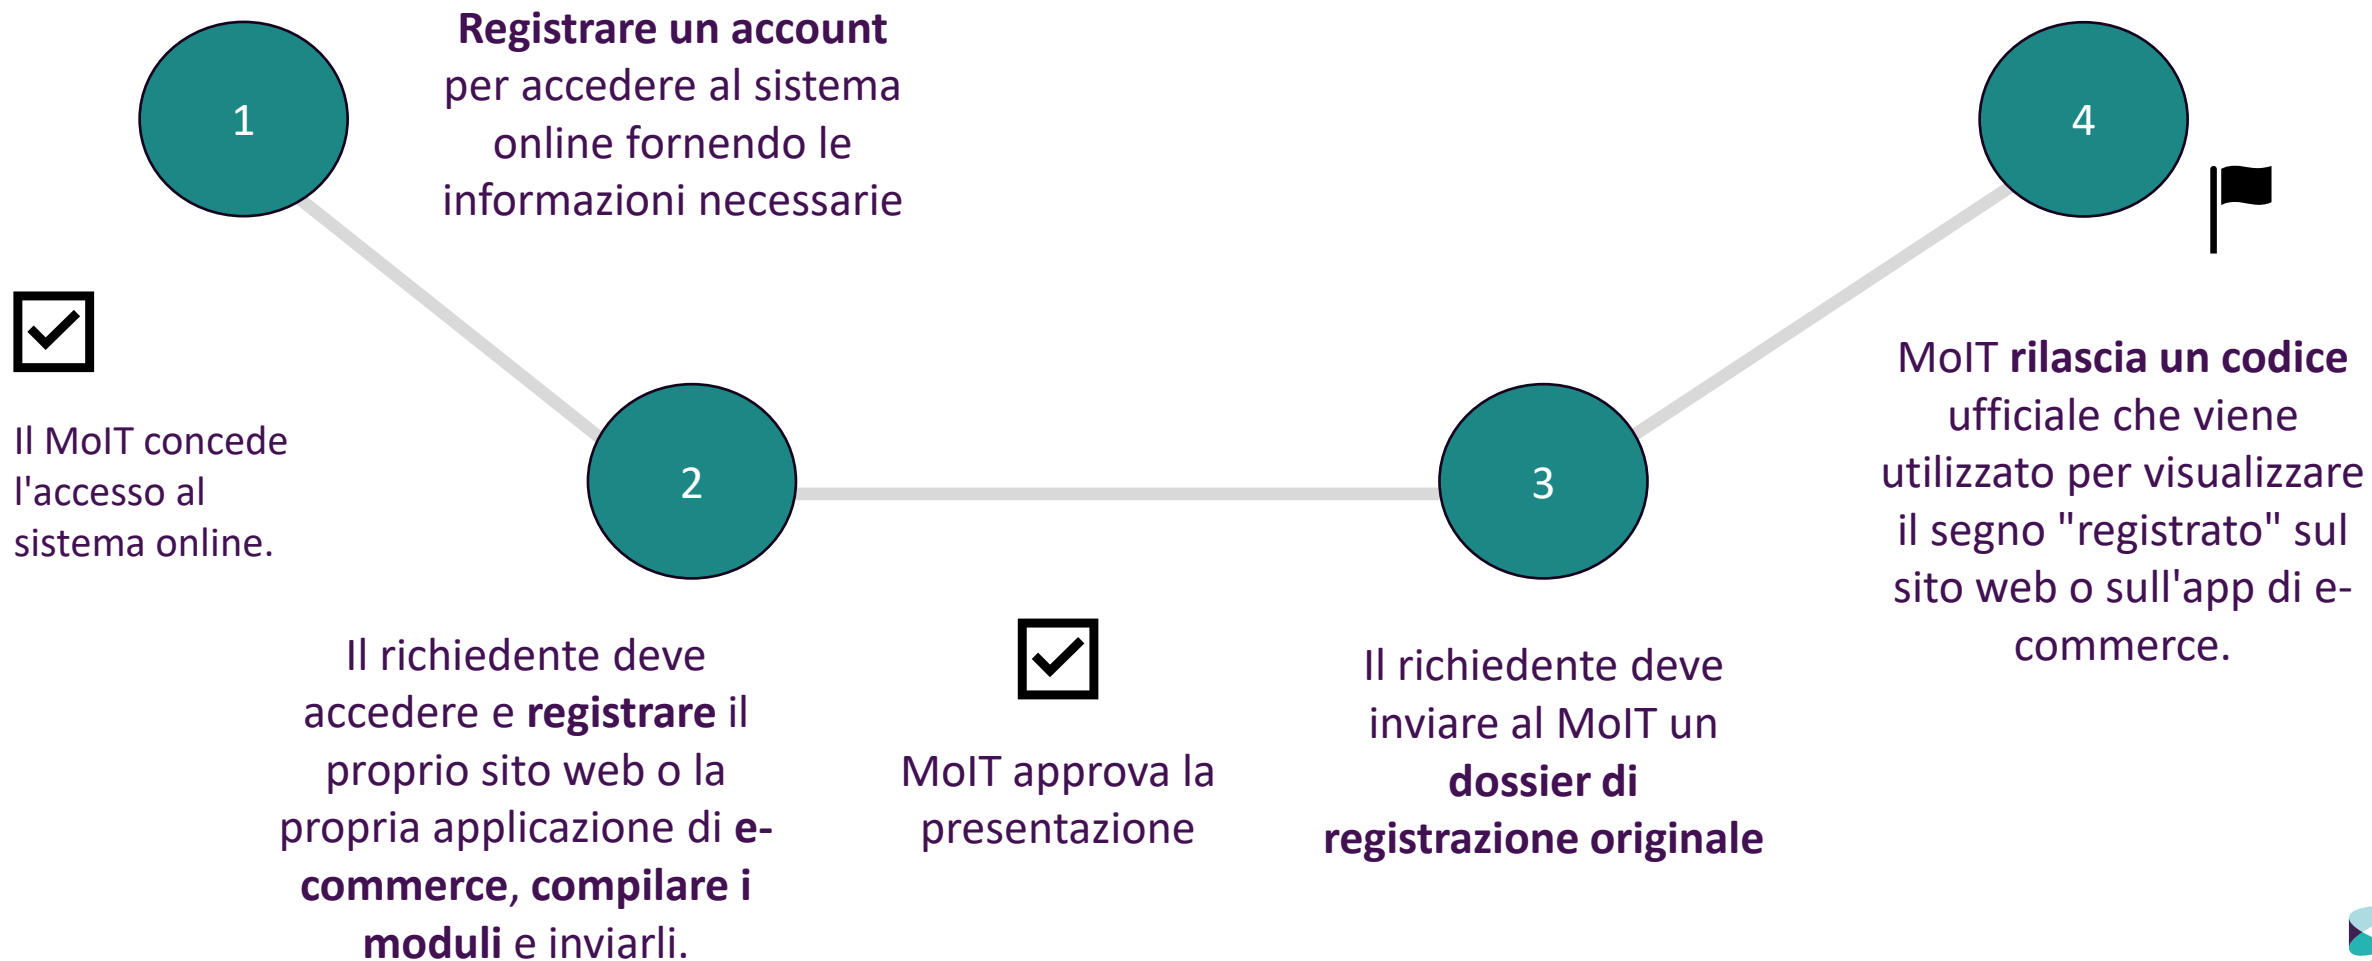 1
Registrare un account
per accedere al sistema
online fornendo le
informazioni necessarie
Il MoIT concede
l'accesso al
sistema online.
2
Il richiedente deve
accedere e registrare il
proprio sito web o la
propria applicazione di e-
commerce, compilare i
moduli e inviarli.
MoIT approva la
presentazione
3
Il richiedente deve
inviare al MoIT un
dossier di
registrazione originale
4
MoIT rilascia un codice
ufficiale che viene
utilizzato per visualizzare
il segno "registrato" sul
sito web o sull'app di e-
commerce.